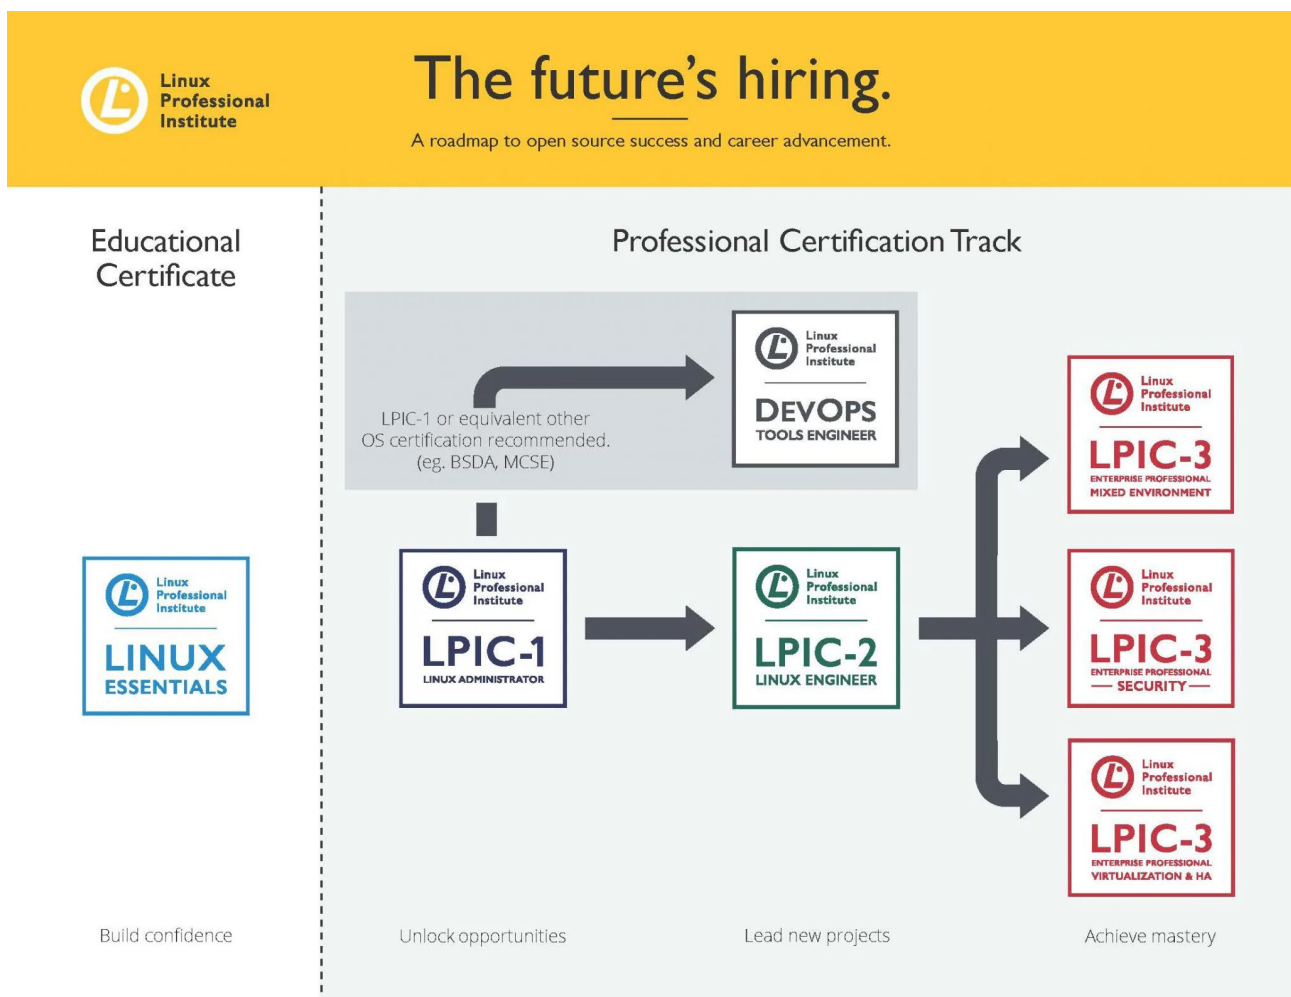 Linux
Professional
Institute
The future's hiring.
A roadmap to open source success and career advancement.
Educational
Certificate
Professional Certification Track
Linux
Professional
Institute
DEVOPS
TOOLS ENGINEER
LPIC-1 or equivalent other
OS certification recommended.
(eg. BSDA, MCSE)
Linux
Professional
Institute
LINUX
ESSENTIALS
Linux
Professional
Institute
LPIC-1
LINUX ADMINISTRATOR
Linux
Professional
Institute
LPIC-2
LINUX ENGINEER
Linux
Professional
Institute
LPIC-3
ENTERPRISE PROFESSIONAL
MIXED ENVIRONMENT
Linux
Professional
Institute
LPIC-3
ENTERPRISE PROFESSIONAL
SECURITY
Linux
Professional
Institute
LPIC-3
ENTERPRISE PROFESSIONAL
VIRTUALIZATION & HA
Build confidence
Unlock opportunities
Lead new projects
Achieve mastery